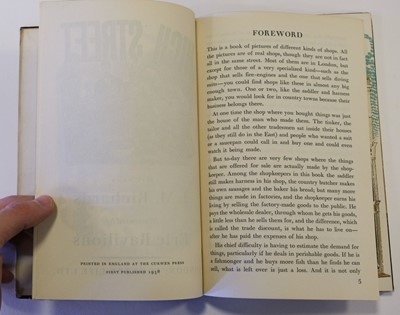 PRINTED IN ENGLAND AT THE CURWEN PRESS
FIRST PUBLISHED 1938
FOREWORD
This is a book of pictures of different kinds of shops. All
the pictures are of real shops, though they are not in fact
all in the same street. Most of them are in London, but
except for those of a very specialised kind—such as the
shop that sells fire-engines and the one that sells diving
suits—you could find shops like them in almost any big
enough town. One or two, like the saddler and harness
maker, you would look for in country towns because their
business belongs there.
At one time the shop where you bought things was just
the house of the man who made them. The tinker, the
tailor and all the other tradesmen sat inside their houses
(as they still do in the East) and people who wanted a suit
or a saucepan could call in and buy one and could even
watch it being made.
But to-day there are very few shops where the things
that are offered for sale are actually made by the shop-
keeper. Among the shopkeepers in this book the saddler
still makes harness in his shop, the country butcher makes
his own sausages and the baker his bread; but many more
things are made in factories, and the shopkeeper earns his
living by selling the factory-made goods to the public. He
pays the wholesale dealer, through whom he gets his goods,
a little less than he sells them for, and the difference, which
is called the trade discount, is what he has to live on—
after he has paid the expenses of his shop.
His chief difficulty is having to estimate the demand for
things, particularly if he deals in perishable goods. If he
is a fishmonger and he buys more fish than he finds he can
sell, what is left over is just a loss. And it is not only
5